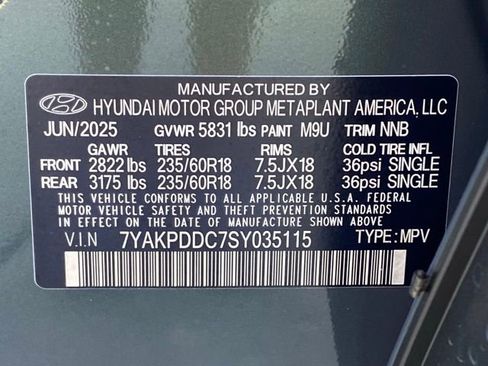 MANUFACTURED BY
HYUNDAI MOTOR GROUP METAPLANT AMERICA, LLC
JUN/2025 GVWR 5831 lbs PAINT M9U TRIM NNB
GAWR TIRES RIMS COLD TIRE INFL
FRONT 2822 lbs 235/60R18 7.5JX18 36psi SINGLE
REAR 3175 lbs 235/60R18 7.5JX18 36psi SINGLE
THIS VEHICLE CONFORMS TO ALL APPLICABLE U.S.A. FEDERAL
MOTOR VEHICLE SAFETY AND THEFT PREVENTION STANDARDS
IN EFFECT ON THE DATE OF MANUFACTURE SHOWN ABOVE.
V.I.N 7YAKPDDC7SY035115 TYPE: MPV